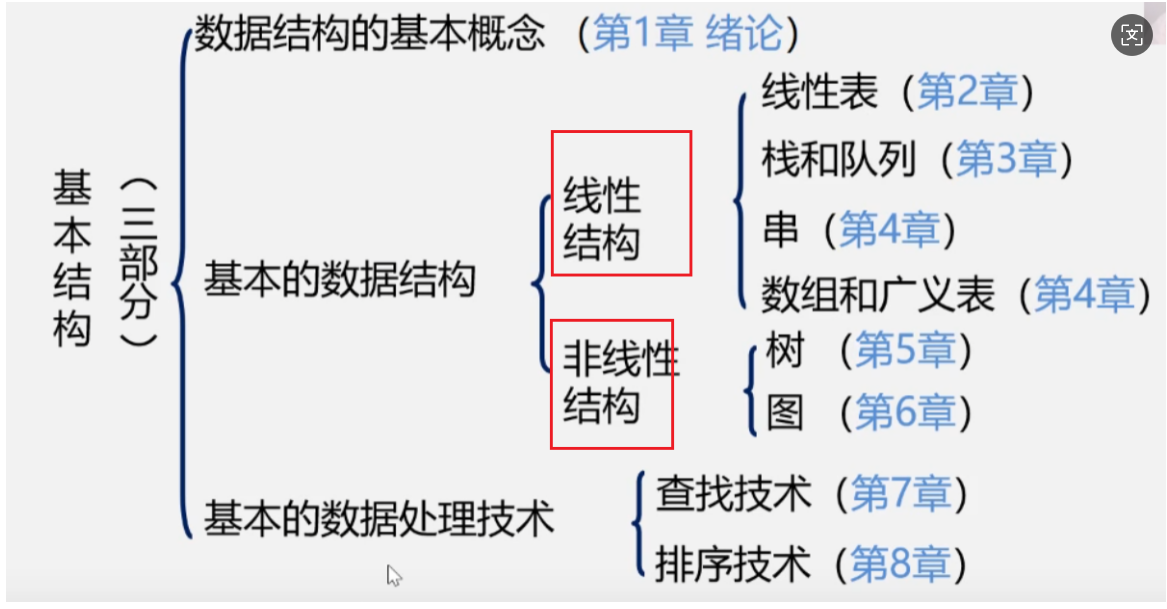 基本结构
（三部分）
数据结构的基本概念 （第1章 绪论）
基本的数据结构
线性
结构
线性表（第2章）
栈和队列（第3章）
串（第4章）
数组和广义表（第4章）
非线性
结构
树 （第5章）
图 （第6章）
基本的数据处理技术
查找技术（第7章）
排序技术（第8章）
文